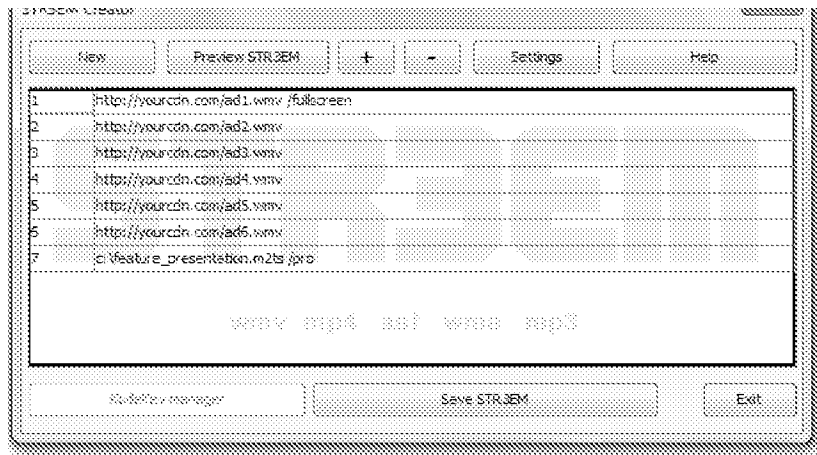 STR3EM Creator
New Preview STR3EM + - Settings Help
1 http://yourcdn.com/ad1.wmv /fullscreen
2 http://yourcdn.com/ad2.wmv
3 http://yourcdn.com/ad3.wmv
4 http://yourcdn.com/ad4.wmv
5 http://yourcdn.com/ad5.wmv
6 http://yourcdn.com/ad6.wmv
7 c:\feature_presentation.m2ts /pro
STR3Em
wmv mp4 asf wma mp3
manager Save STR3EM Exit